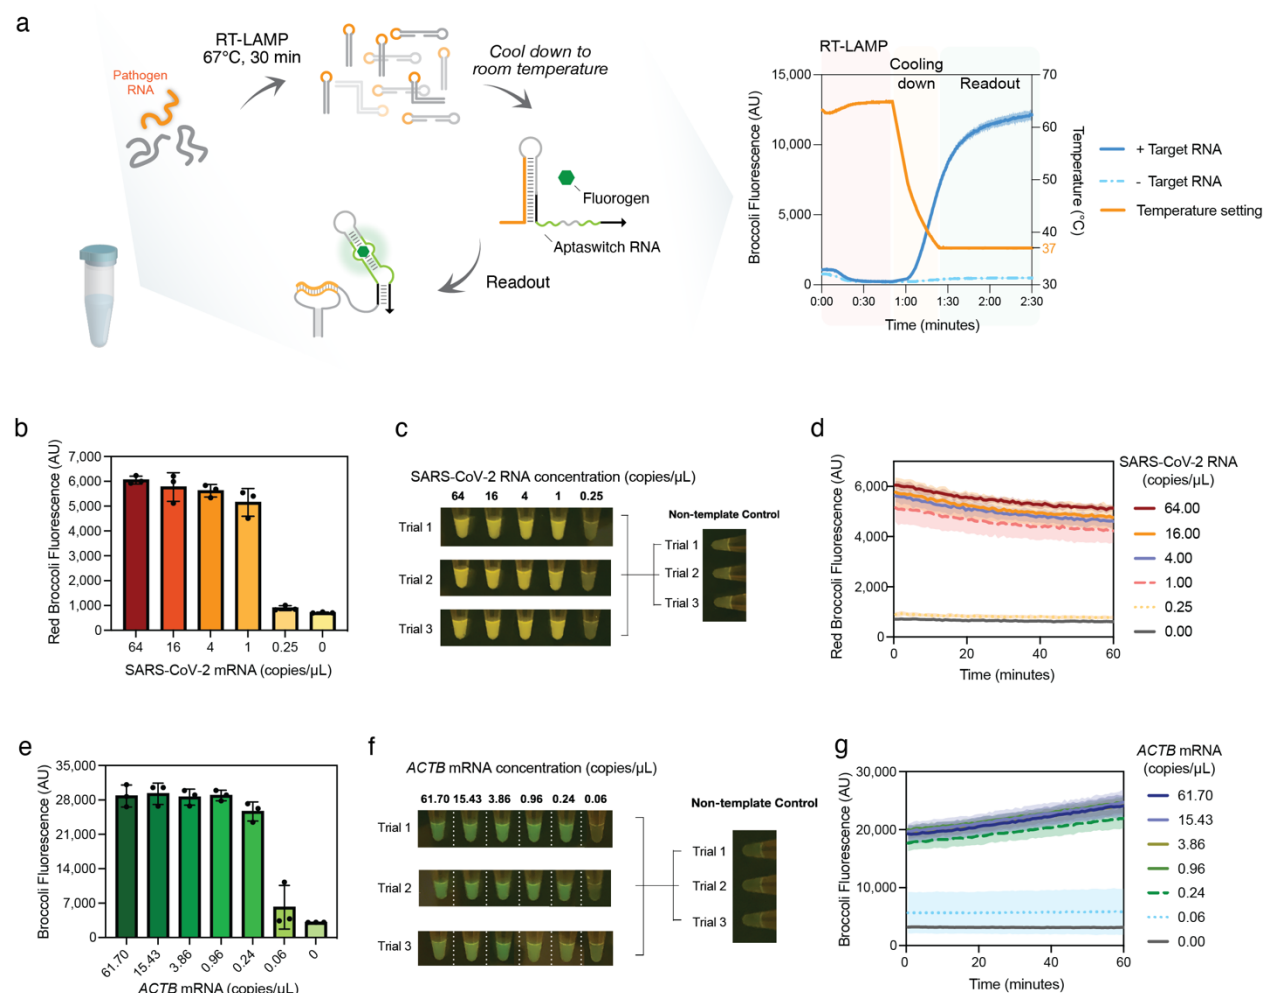 a
RT-LAMP
67°C, 30 min
Cool down to
room temperature
Pathogen
RNA
Fluorogen
Aptaswitch RNA
Readout
RT-LAMP
Cooling
down
Readout
15,000
10,000
5,000
0
Broccoli Fluorescence (AU)
70
60
50
40
37
30
Temperature (°C)
0:00 0:30 1:00 1:30 2:00 2:30
Time (minutes)
+ Target RNA
- Target RNA
Temperature setting
b
Red Broccoli Fluorescence (AU)
7,000
6,000
5,000
4,000
3,000
2,000
1,000
0
64 16 4 1 0.25 0
SARS-CoV-2 mRNA (copies/µL)
c
SARS-CoV-2 RNA concentration (copies/µL)
64 16 4 1 0.25
Trial 1
Trial 2
Trial 3
Non-template Control
Trial 1
Trial 2
Trial 3
d
Red Broccoli Fluorescence (AU)
6,000
4,000
2,000
0
0 20 40 60
Time (minutes)
SARS-CoV-2 RNA
(copies/µL)
64.00
16.00
4.00
1.00
0.25
0.00
e
Broccoli Fluorescence (AU)
35,000
28,000
21,000
14,000
7,000
0
61.70 15.43 3.86 0.96 0.24 0.06 0
ACTB mRNA (copies/µL)
f
ACTB mRNA concentration (copies/µL)
61.70 15.43 3.86 0.96 0.24 0.06
Trial 1
Trial 2
Trial 3
Non-template Control
Trial 1
Trial 2
Trial 3
g
Broccoli Fluorescence (AU)
30,000
20,000
10,000
0
0 20 40 60
Time (minutes)
ACTB mRNA
(copies/µL)
61.70
15.43
3.86
0.96
0.24
0.06
0.00